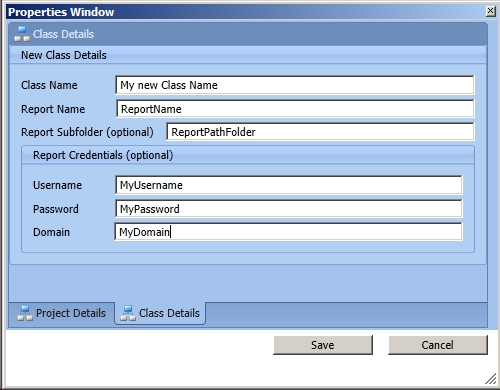 Properties Window
Class Details
New Class Details
Class Name My new Class Name
Report Name ReportName
Report Subfolder (optional) ReportPathFolder
Report Credentials (optional)
Username MyUsername
Password MyPassword
Domain MyDomain
Project Details Class Details
Save Cancel